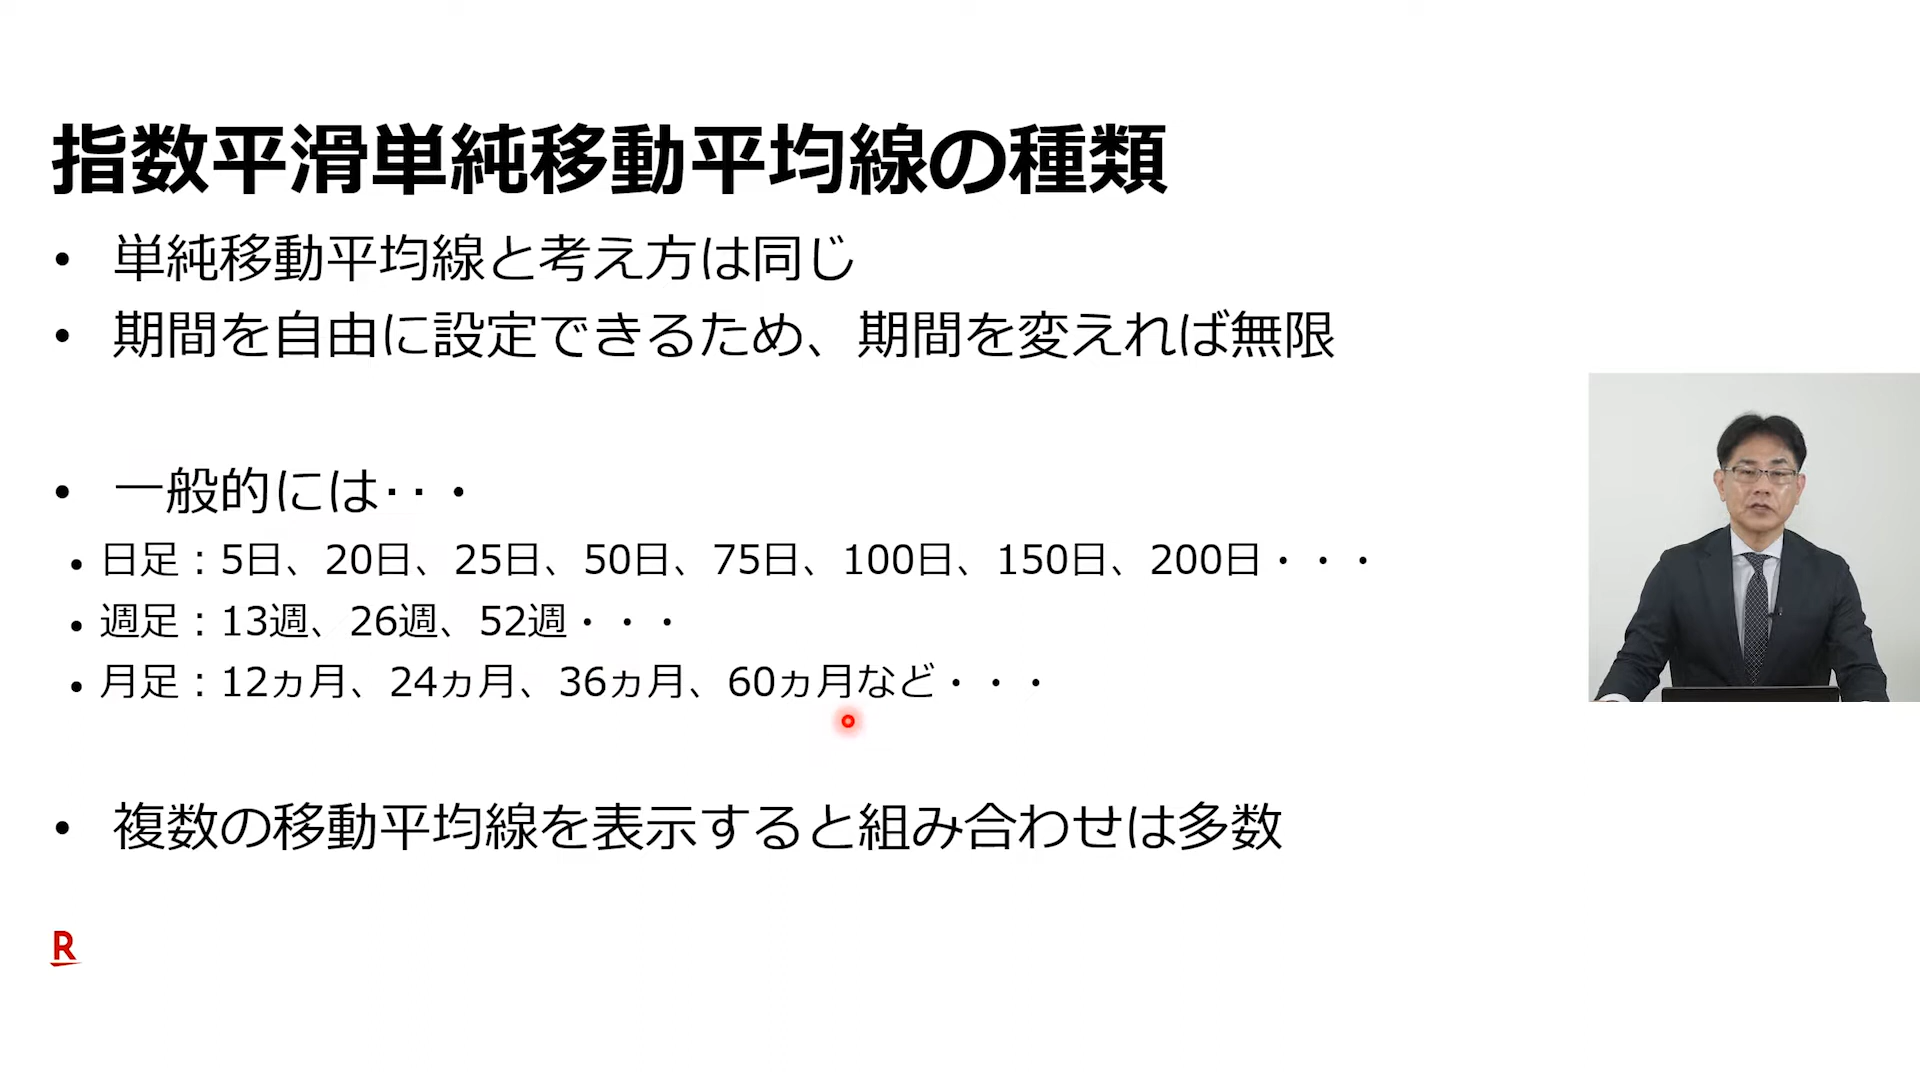 指数平滑単純移動平均線の種類
• 単純移動平均線と考え方は同じ
• 期間を自由に設定できるため、期間を変えれば無限
• 一般的には･･・
• 日足：5日、20日、25日、50日、75日、100日、150日、200日・・・
• 週足：13週、26週、52週・・・
• 月足：12ヵ月、24ヵ月、36ヵ月、60ヵ月など・・・
• 複数の移動平均線を表示すると組み合わせは多数
R